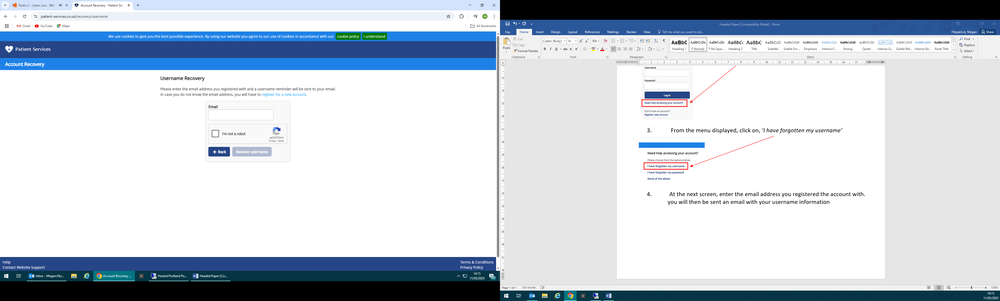 Radio 2 - Listen Live - BBC S
Account Recovery - Patient Serv
patient-services.co.uk/recovery/username
M
Gmail
YouTube
Maps
All Bookmarks
We use cookies to give you the best possible experience. By using our website you agree to our use of cookies in accordance with our cookie policy I understand
Patient Services
Account Recovery
Username Recovery
Please enter the email address you registered with and a username reminder will be sent to your email.
In case you do not know the email address, you will have to register for a new account.
Email
I'm not a robot
reCAPTCHA
Privacy - Terms
Back
Recover username
Help
Contact Website Support
Terms & Conditions
Privacy Policy
Inbox - Megan.Fitz...
Account Recovery ...
Hosted Portland Pa...
Headed Paper [Co...
14:15
11/03/2025
20
Headed Paper [Compatibility Mode] - Word
File Home Insert Design Layout References Mailings Review View Tell me what you want to do...
Fitzpatrick, Megan Share
Paste
Cut
Copy
Format Painter
Clipboard
Calibri (Body) 14
Font
Paragraph
AaBbC Heading 1
AaBbCcDc ¶ Normal
AaBbCcDc ¶ No Spac...
AaBbC Heading 2
AaBbC Title
AaBbCcD Subtitle
AaBbCcDdI Subtle Em...
AaBbCcDdI Emphasis
AaBbCcDdI Intense E...
AaBbCcDdE Strong
AaBbCcDc Quote
AaBbCcDc Intense Q...
AABBCCDDE Subtle Ref...
AABBCCDDI Intense Re...
AaBbCcDdI Book Title
Styles
Find
Replace
Select
Editing
Username
Password
Log In
Need help accessing your account?
Don't have an account?
Register new account
3. From the menu displayed, click on, ‘I have forgotten my username’
Need help accessing your account?
Please choose from the options below:
I have forgotten my username
I have forgotten my password
None of the above
4. At the next screen, enter the email address you registered the account with.
you will then be sent an email with your username information
Page 1 of 1 120 words
130%
14:15
11/03/2025